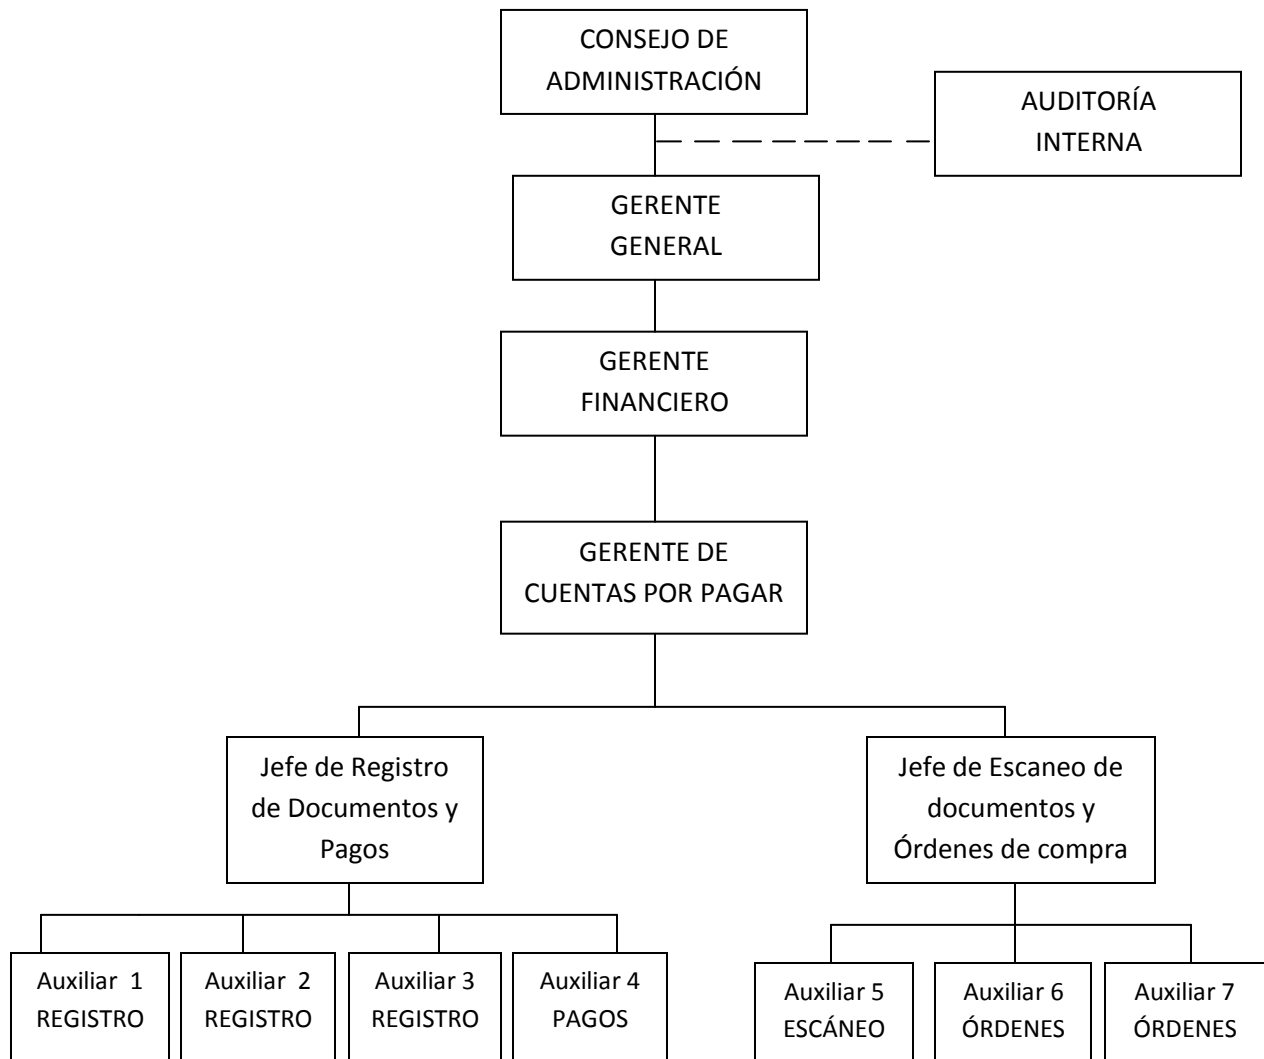 CONSEJO DE
ADMINISTRACIÓN
AUDITORÍA
INTERNA
GERENTE
GENERAL
GERENTE
FINANCIERO
GERENTE DE
CUENTAS POR PAGAR
Jefe de Registro
de Documentos y
Pagos
Jefe de Escaneo de
documentos y
Órdenes de compra
Auxiliar 1
REGISTRO
Auxiliar 2
REGISTRO
Auxiliar 3
REGISTRO
Auxiliar 4
PAGOS
Auxiliar 5
ESCÁNEO
Auxiliar 6
ÓRDENES
Auxiliar 7
ÓRDENES